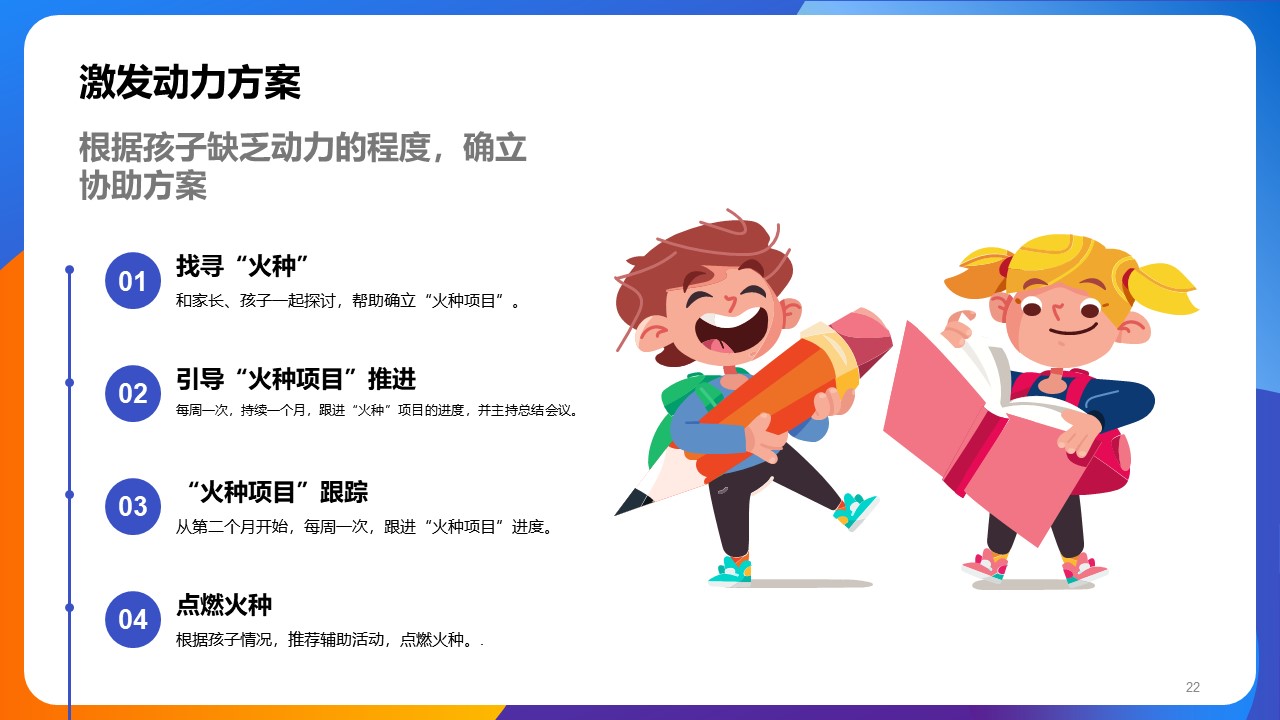 激发动力方案
根据孩子缺乏动力的程度，确立
协助方案
01
找寻“火种”
和家长、孩子一起探讨，帮助确立“火种项目”。
02
引导“火种项目”推进
每周一次，持续一个月，跟进“火种”项目的进度，并主持总结会议。
03
“火种项目”跟踪
从第二个月开始，每周一次，跟进“火种项目”进度。
04
点燃火种
根据孩子情况，推荐辅助活动，点燃火种。.
22